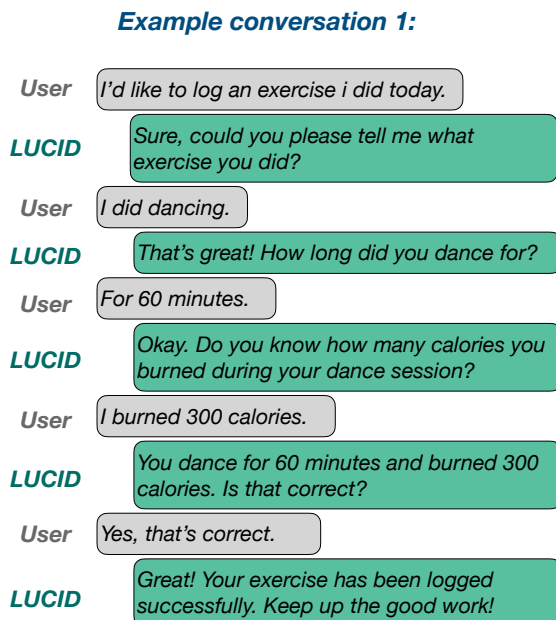 Example conversation 1:
User
I'd like to log an exercise i did today.
LUCID
Sure, could you please tell me what
exercise you did?
User
I did dancing.
LUCID
That's great! How long did you dance for?
User
For 60 minutes.
LUCID
Okay. Do you know how many calories you
burned during your dance session?
User
I burned 300 calories.
LUCID
You dance for 60 minutes and burned 300
calories. Is that correct?
User
Yes, that's correct.
LUCID
Great! Your exercise has been logged
successfully. Keep up the good work!